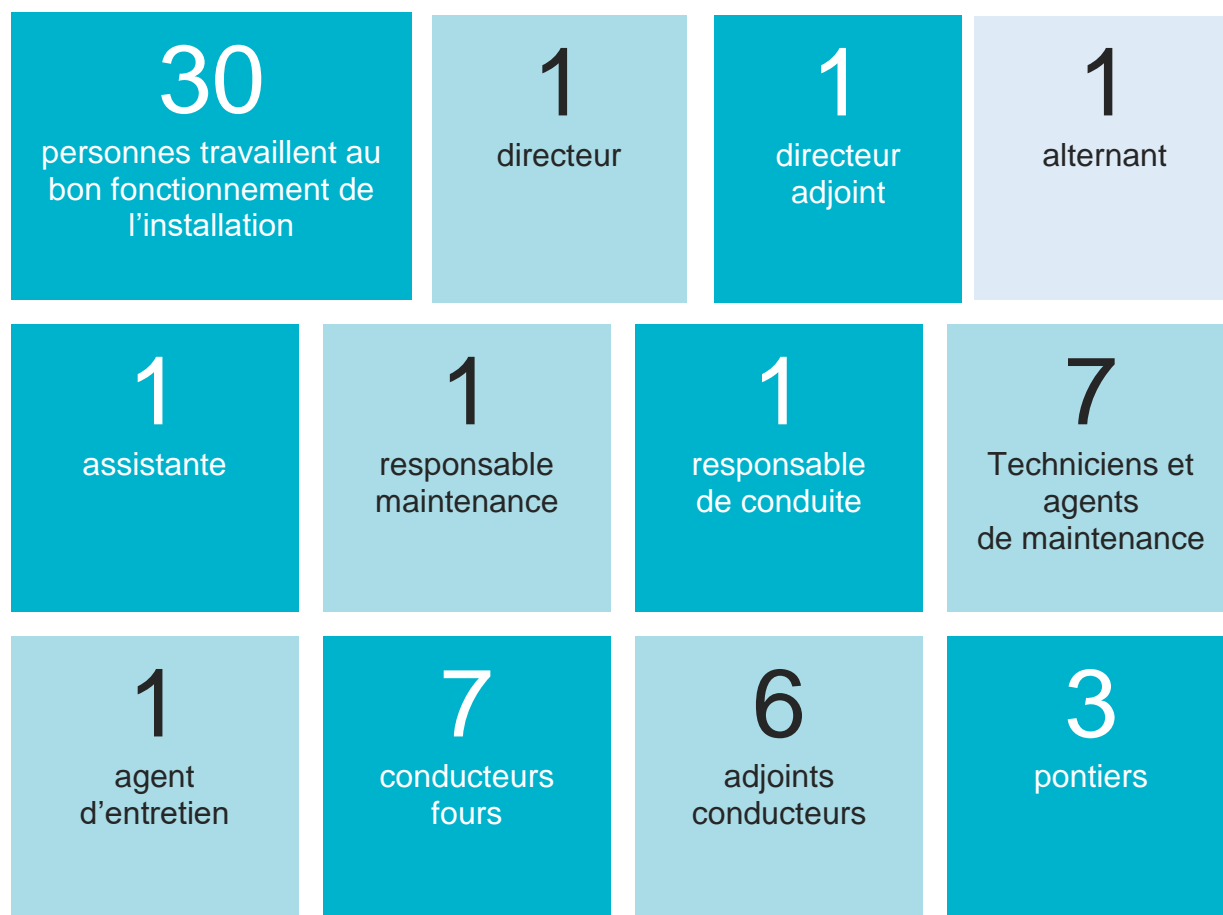 30
personnes travaillent au
bon fonctionnement de
l’installation
1
directeur
1
directeur
adjoint
1
alternant
1
assistante
1
responsable
maintenance
1
responsable
de conduite
7
Techniciens et
agents
de maintenance
1
agent
d’entretien
7
conducteurs
fours
6
adjoints
conducteurs
3
pontiers